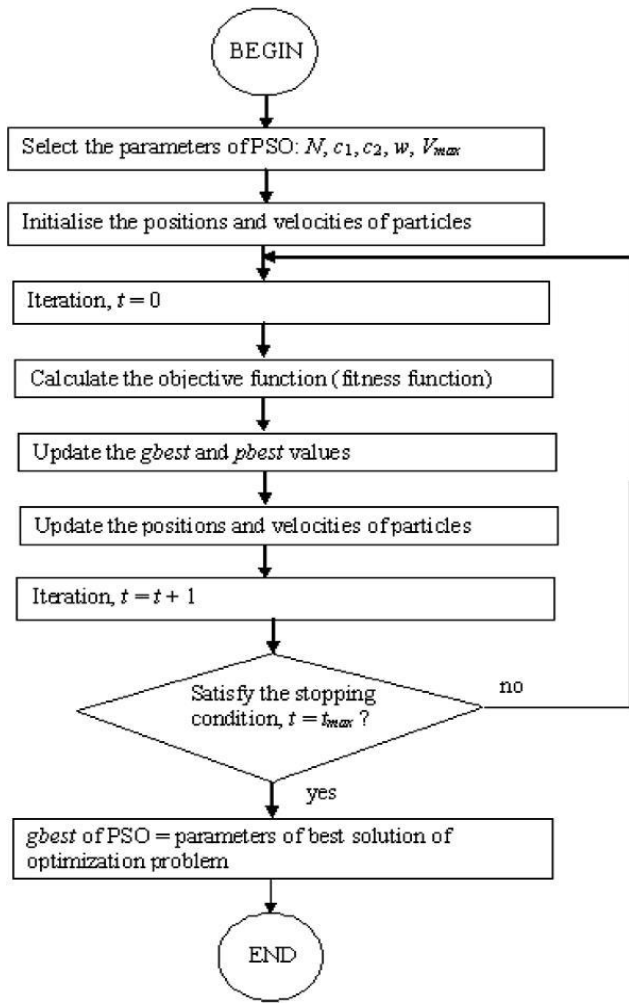 BEGIN
Select the parameters of PSO: N, c1, c2, w, Vmax
Initialise the positions and velocities of particles
Iteration, t = 0
Calculate the objective function (fitness function)
Update the gbest and pbest values
Update the positions and velocities of particles
Iteration, t = t + 1
Satisfy the stopping
condition, t = tmax ?
no
yes
gbest of PSO = parameters of best solution of
optimization problem
END